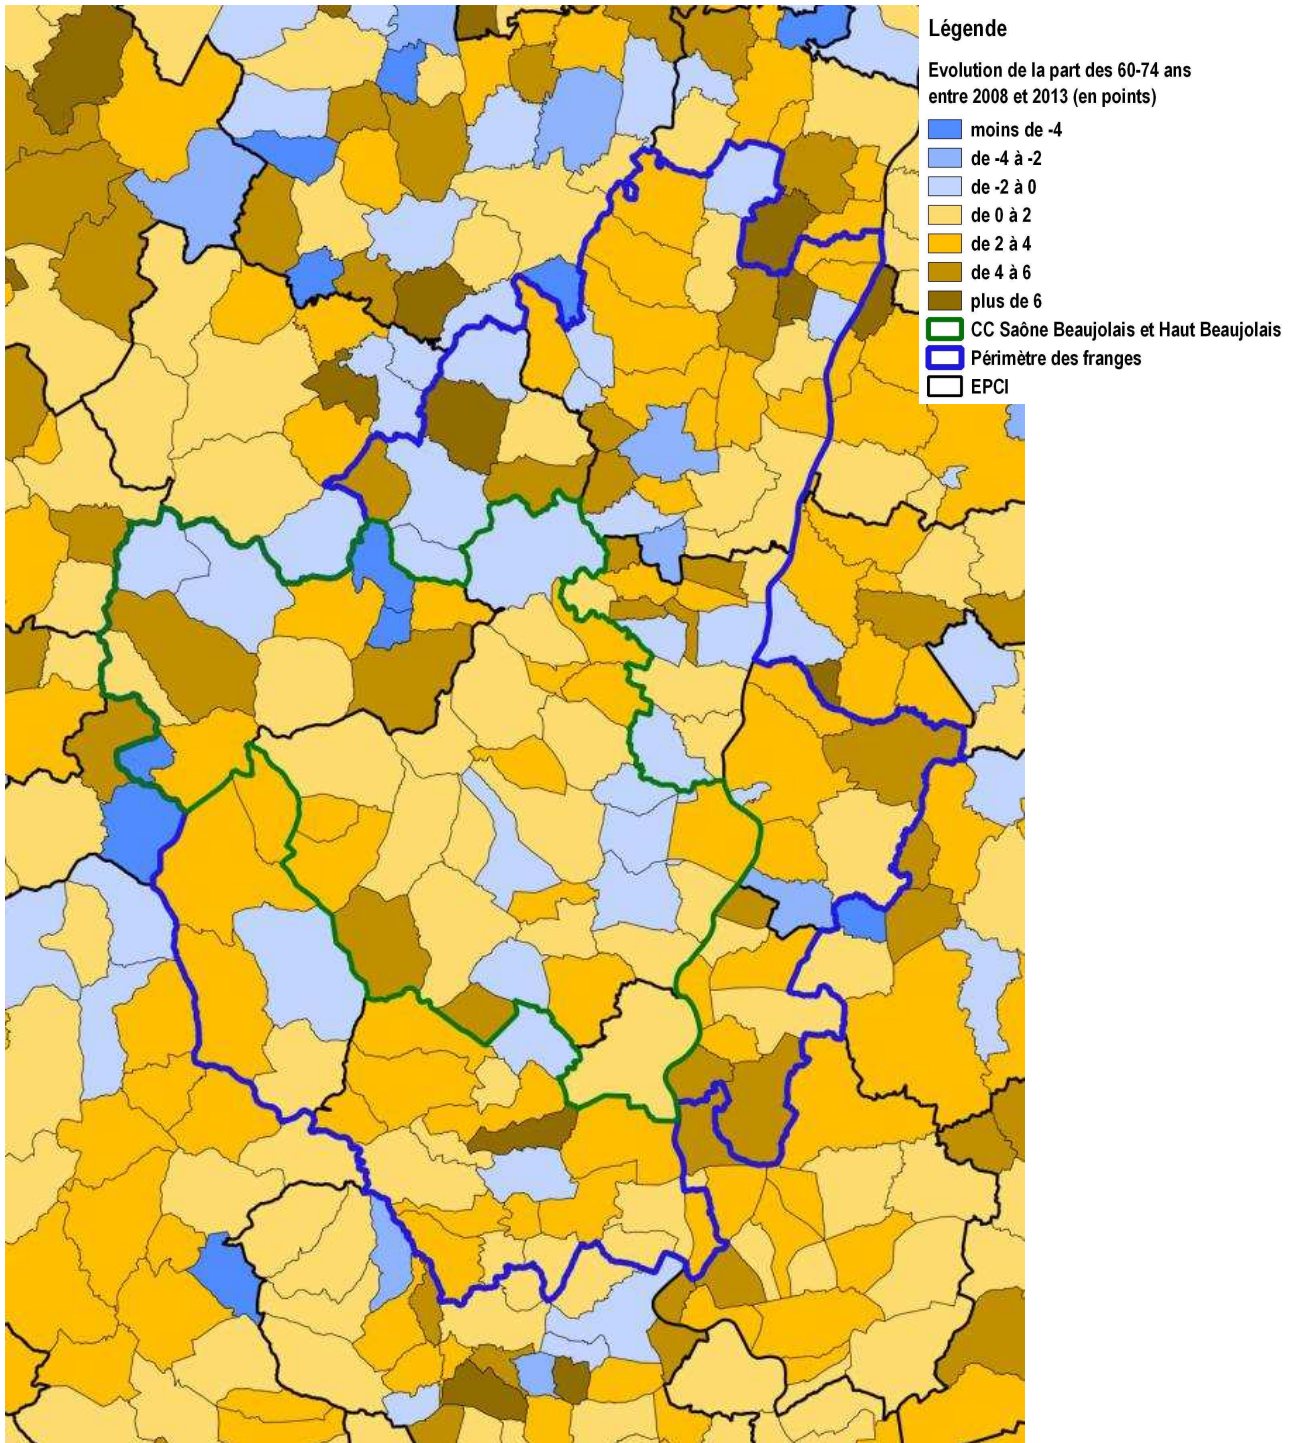 Légende
Evolution de la part des 60-74 ans
entre 2008 et 2013 (en points)
moins de -4
de -4 à -2
de -2 à 0
de 0 à 2
de 2 à 4
de 4 à 6
plus de 6
CC Saône Beaujolais et Haut Beaujolais
Périmètre des franges
EPCI